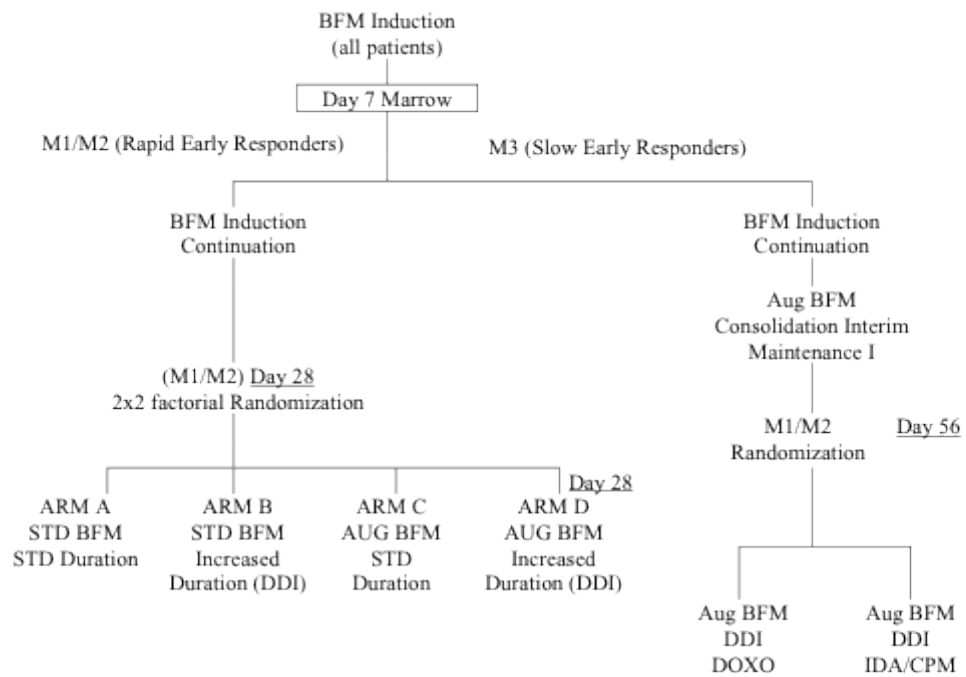 BFM Induction
(all patients)
Day 7 Marrow
M1/M2 (Rapid Early Responders)
M3 (Slow Early Responders)
BFM Induction
Continuation
(M1/M2) Day 28
2x2 factorial Randomization
Day 28
ARM A
STD BFM
STD Duration
ARM B
STD BFM
Increased
Duration (DDI)
ARM C
AUG BFM
STD
Duration
ARM D
AUG BFM
Increased
Duration (DDI)
BFM Induction
Continuation
Aug BFM
Consolidation Interim
Maintenance I
M1/M2
Randomization
Day 56
Aug BFM
DDI
DOXO
Aug BFM
DDI
IDA/CPM